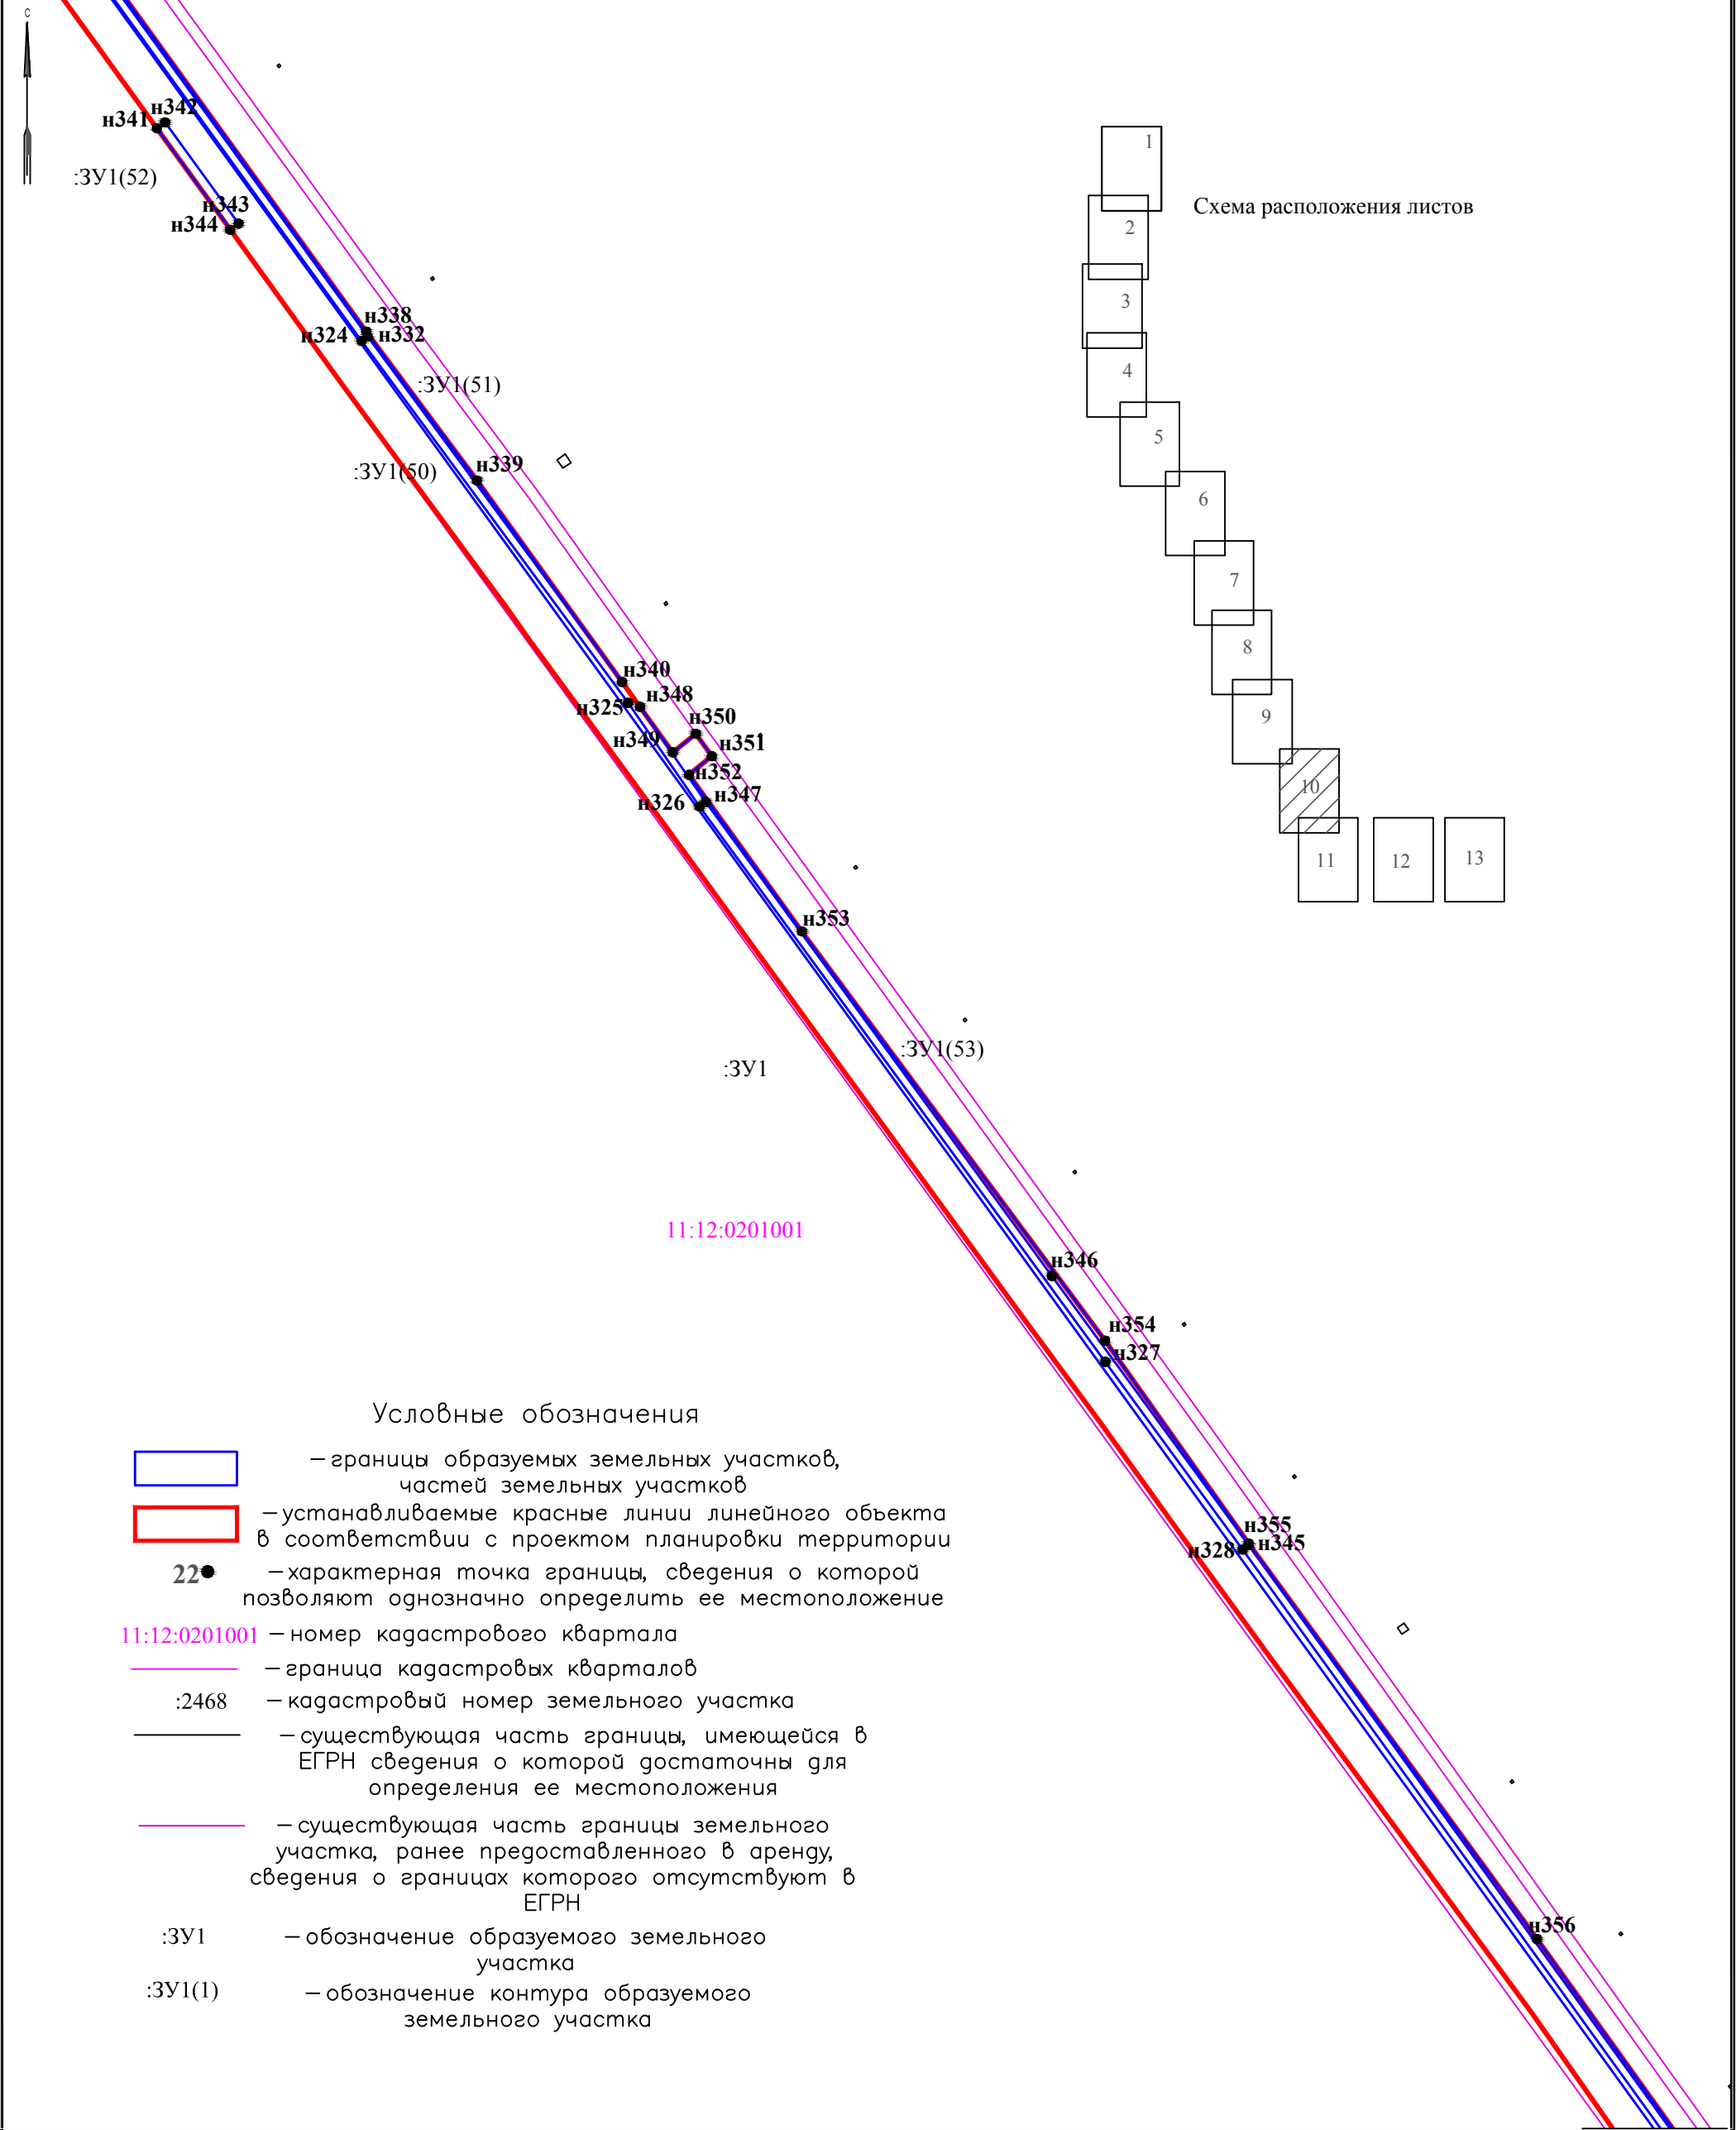 С
н342
н341
:ЗУ1(52)
н343
н344
н338
н324
н332
:ЗУ1(51)
:ЗУ1(50)
н339
н340
н348
н325
н350
н349
н351
н352
н347
н326
н353
:ЗУ1(53)
:ЗУ1
11:12:0201001
н346
н354
н327
н355
н345
н328
н356
Схема расположения листов
1
2
3
4
5
6
7
8
9
10
11
12
13
Условные обозначения
– границы образуемых земельных участков,
частей земельных участков
– устанавливаемые красные линии линейного объекта
в соответствии с проектом планировки территории
22
– характерная точка границы, сведения о которой
позволяют однозначно определить ее местоположение
11:12:0201001 – номер кадастрового квартала
– граница кадастровых кварталов
:2468 – кадастровый номер земельного участка
– существующая часть границы, имеющейся в
ЕГРН сведения о которой достаточны для
определения ее местоположения
– существующая часть границы земельного
участка, ранее предоставленного в аренду,
сведения о границах которого отсутствуют в
ЕГРН
:ЗУ1 – обозначение образуемого земельного
участка
:ЗУ1(1) – обозначение контура образуемого
земельного участка